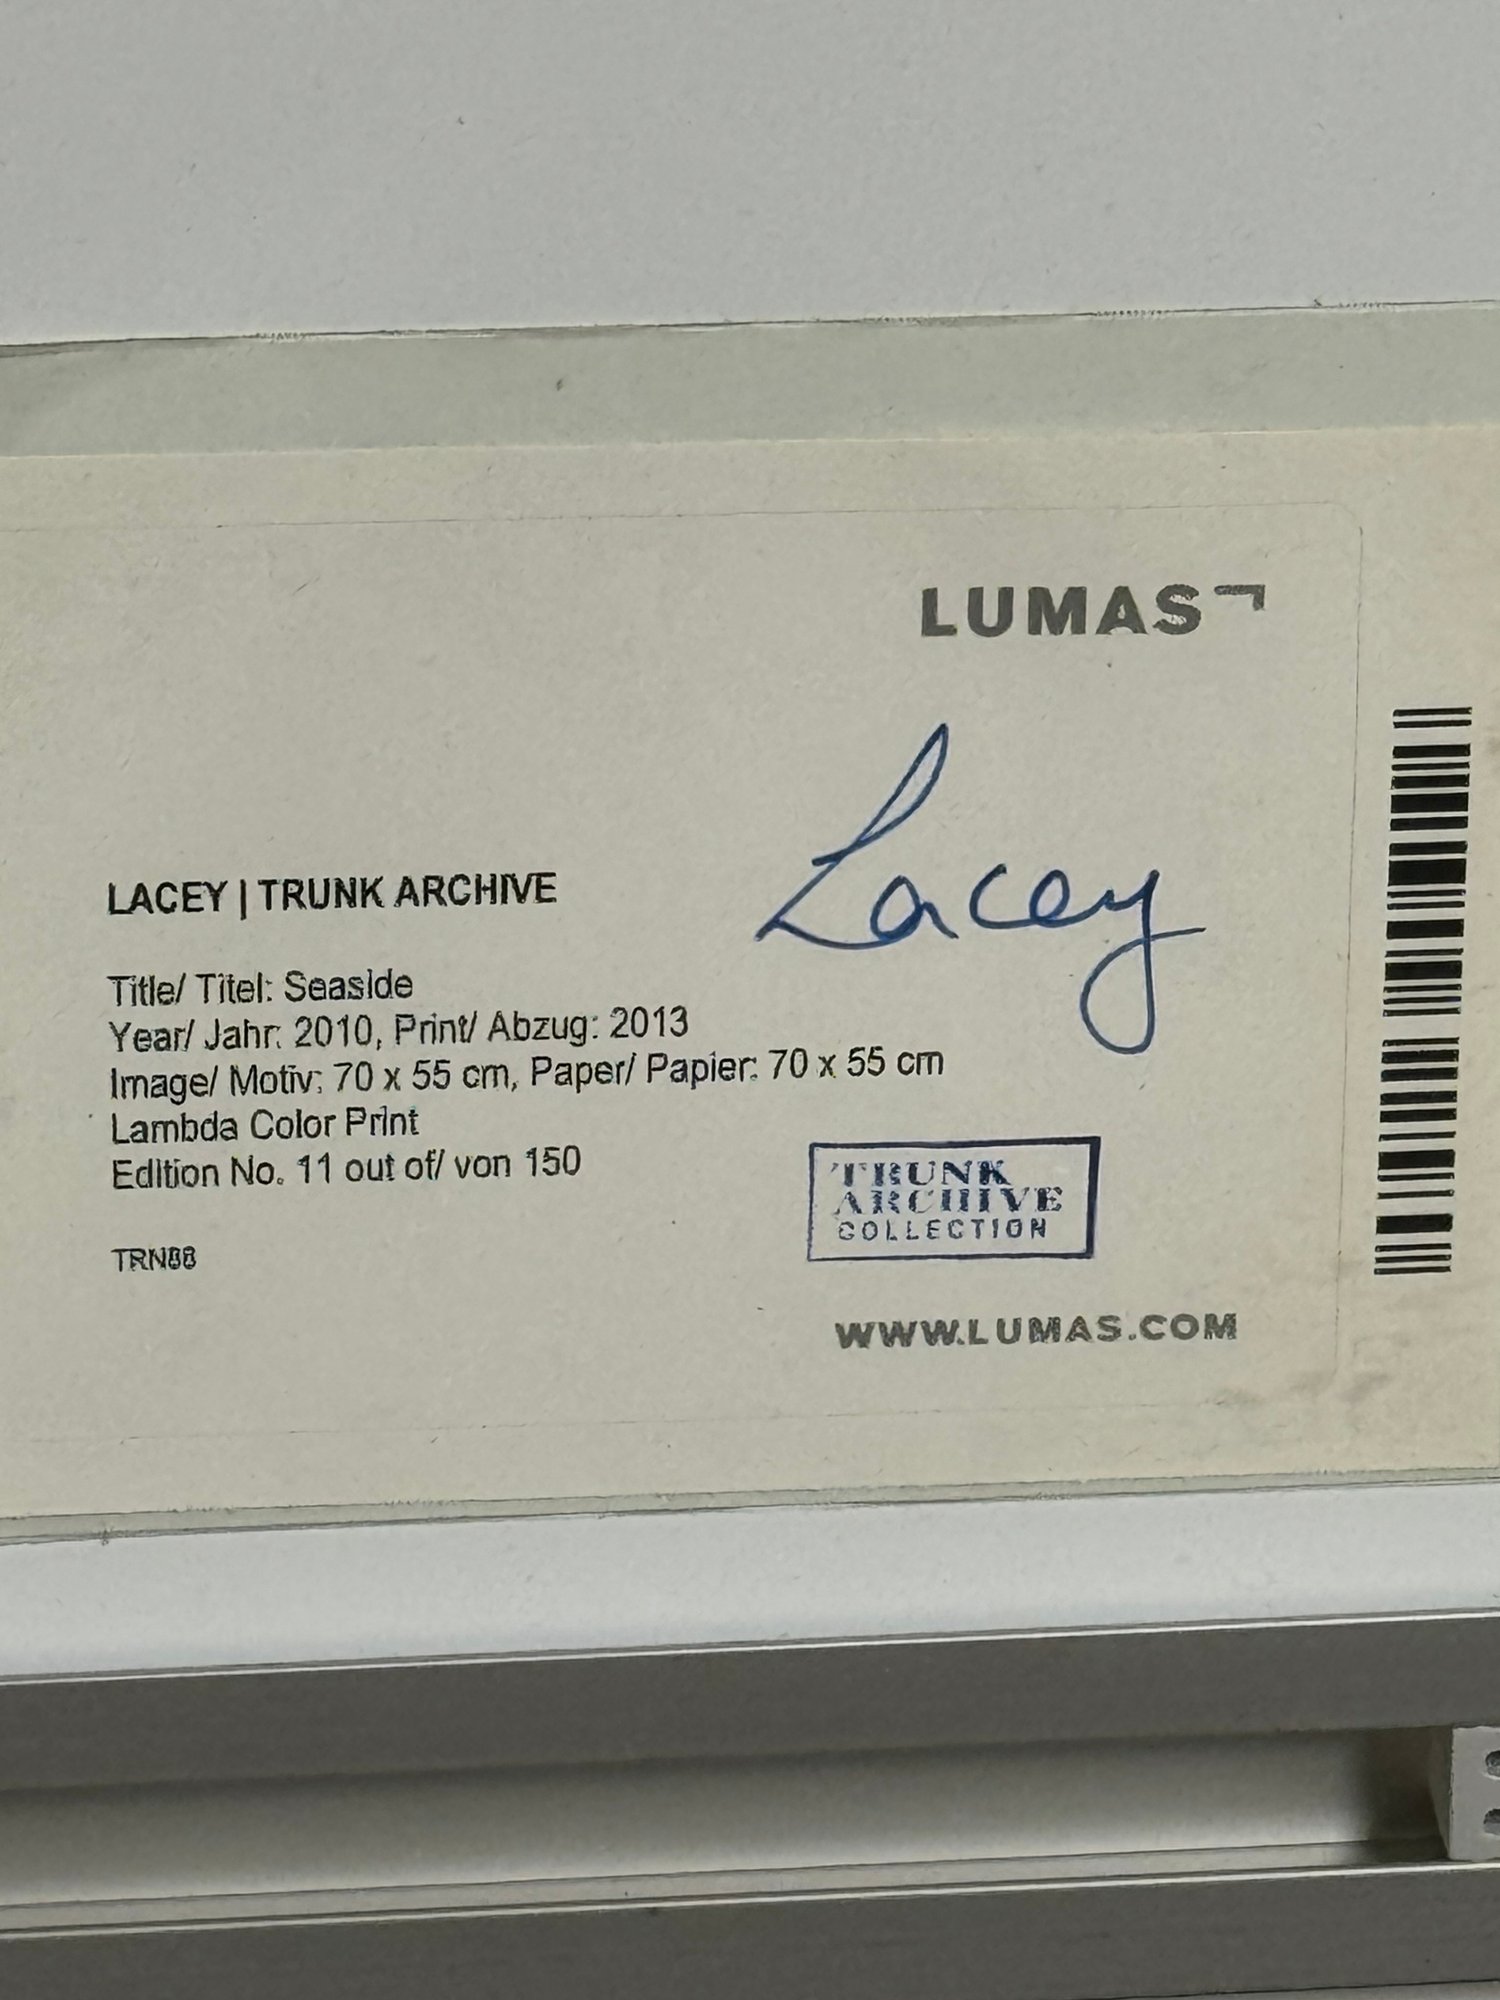 LUMAS
Lacey
LACEY | TRUNK ARCHIVE
Title/ Titel: Seaside
Year/ Jahr: 2010, Print/ Abzug: 2013
Image/ Motiv: 70 x 55 cm, Paper/ Papier: 70 x 55 cm
Lambda Color Print
Edition No. 11 out of/ von 150
TRUNK
ARCHIVE
COLLECTION
TRN88
WWW.LUMAS.COM